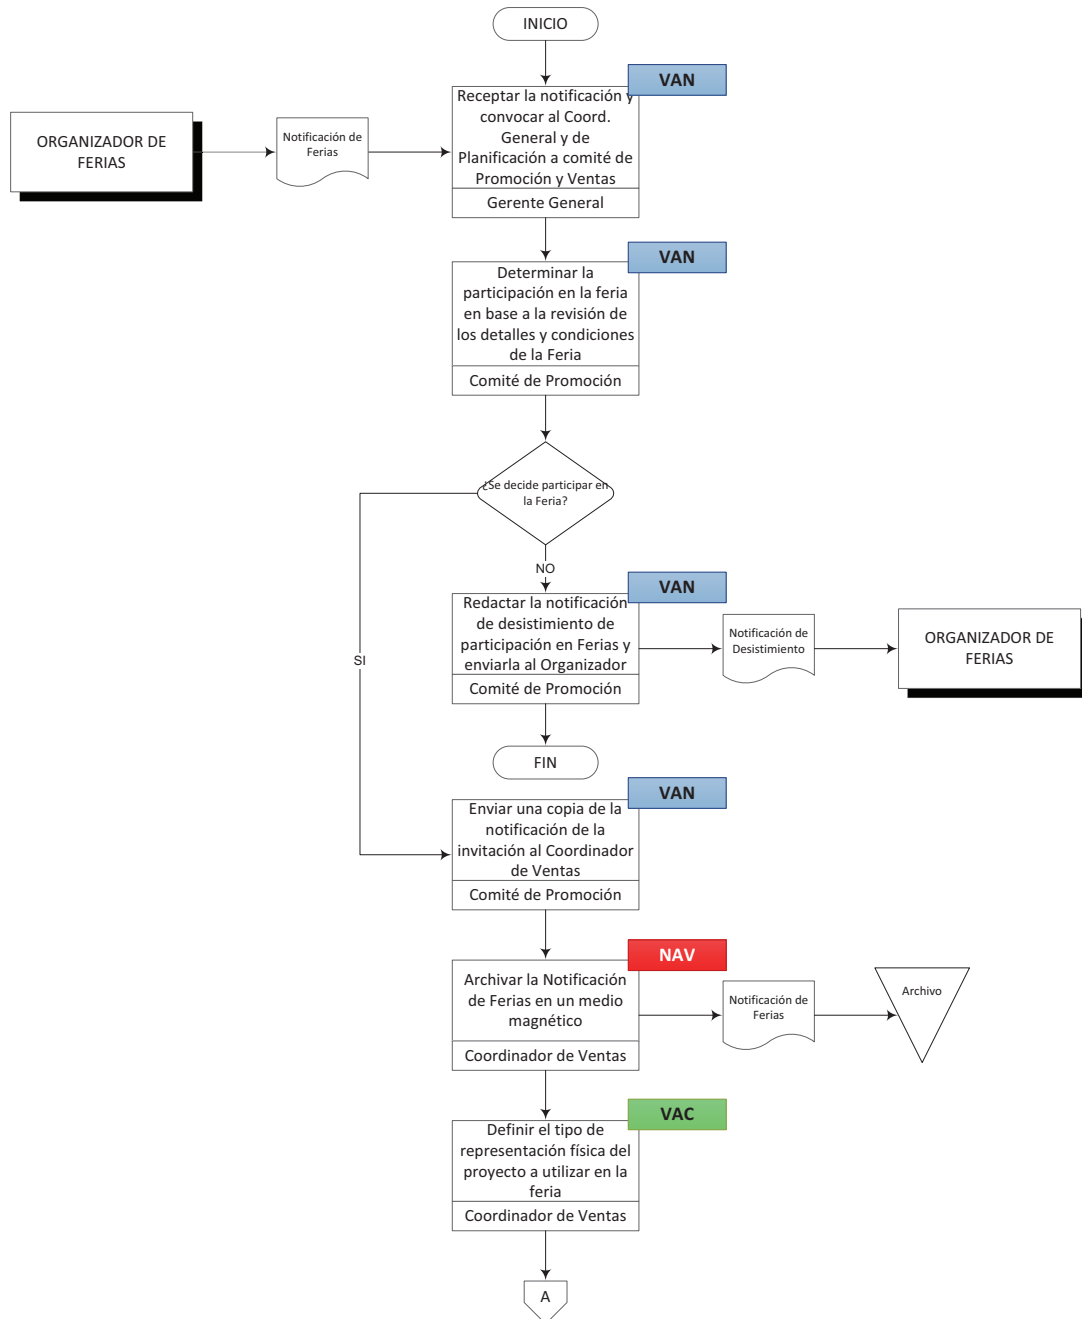 INICIO
VAN
Receptar la notificación y
convocar al Coord.
General y de
Planificación a comité de
Promoción y Ventas
Gerente General
ORGANIZADOR DE
FERIAS
Notificación de
Ferias
VAN
Determinar la
participación en la feria
en base a la revisión de
los detalles y condiciones
de la Feria
Comité de Promoción
¿Se decide participar en
la Feria?
NO
SI
VAN
Redactar la notificación
de desistimiento de
participación en Ferias y
enviarla al Organizador
Comité de Promoción
Notificación de
Desistimiento
ORGANIZADOR DE
FERIAS
FIN
VAN
Enviar una copia de la
notificación de la
invitación al Coordinador
de Ventas
Comité de Promoción
NAV
Archivar la Notificación
de Ferias en un medio
magnético
Coordinador de Ventas
Notificación de
Ferias
Archivo
VAC
Definir el tipo de
representación física del
proyecto a utilizar en la
feria
Coordinador de Ventas
A